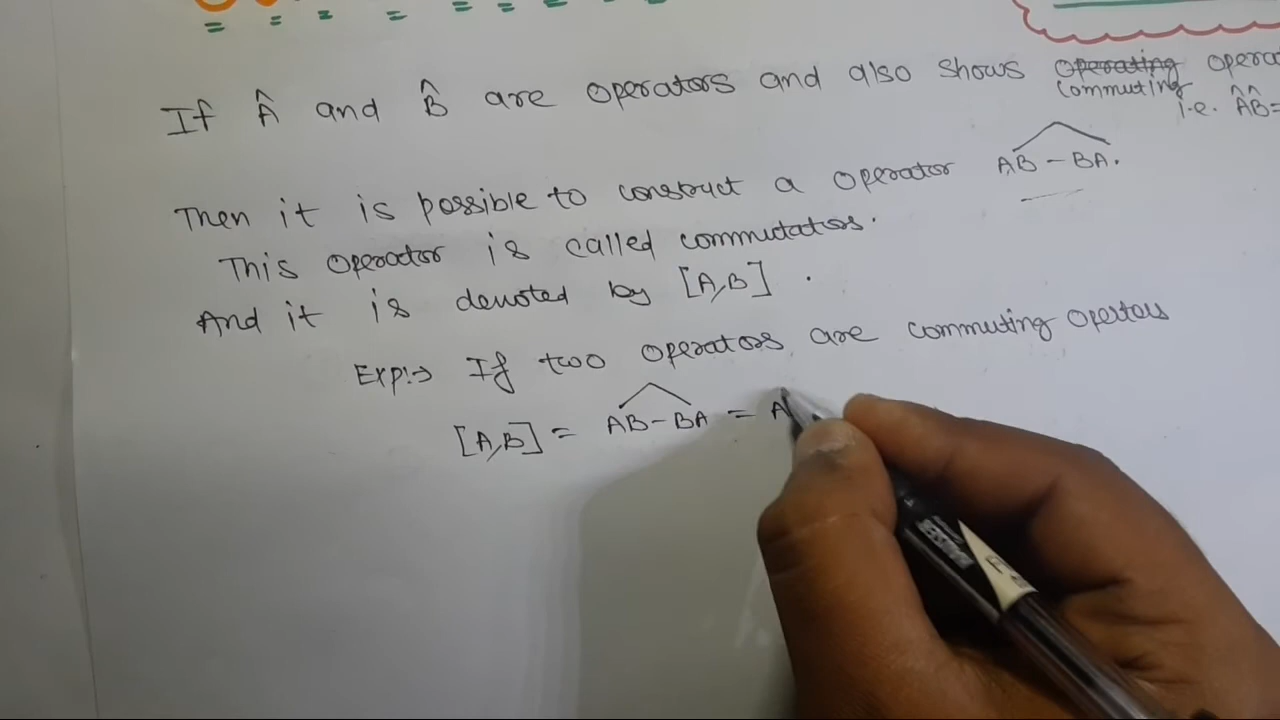 If Â and B̂ are operators and also shows operating opera
commuting
i.e. ÂB̂=
Then it is possible to construct a operator AB - BA.
This operator is called commutators.
And it is denoted by [A,B] .
Exp:→ If two operators are commuting opertors
[A,B] = AB - BA = A